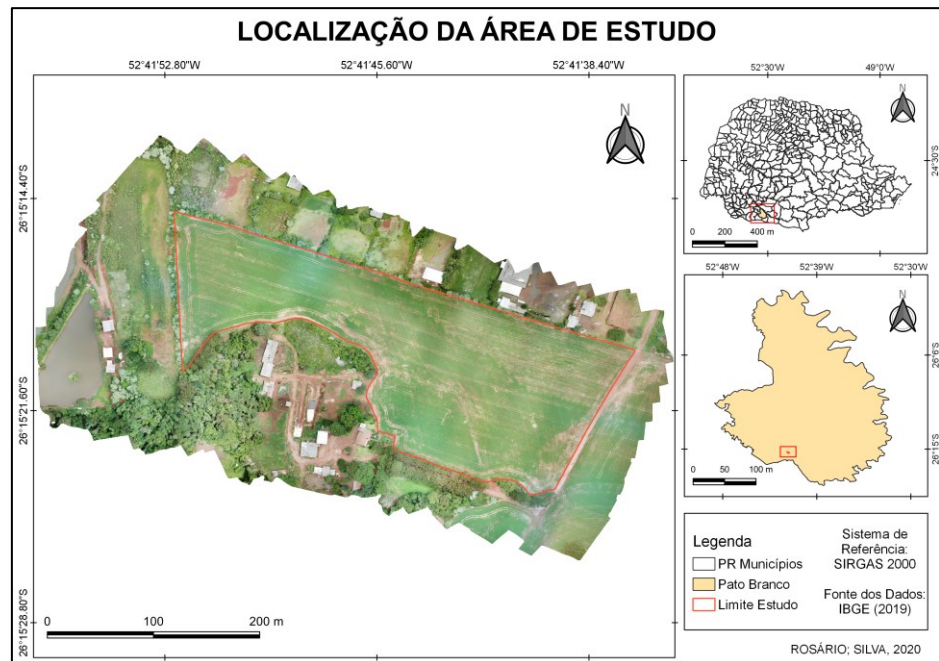 LOCALIZAÇÃO DA ÁREA DE ESTUDO
52°41'52.80"W 52°41'45.60"W 52°41'38.40"W
26°15'14.40"S
26°15'21.60"S
26°15'28.80"S
N
0 100 200 m
52°30'W 49°0'W
24°30'S
N
0 200 400 m
52°48'W 52°39'W 52°30'W
26°6'S
26°15'S
N
0 50 100 m
Legenda
PR Municípios
Pato Branco
Limite Estudo
Sistema de
Referência:
SIRGAS 2000
Fonte dos Dados:
IBGE (2019)
ROSÁRIO; SILVA, 2020